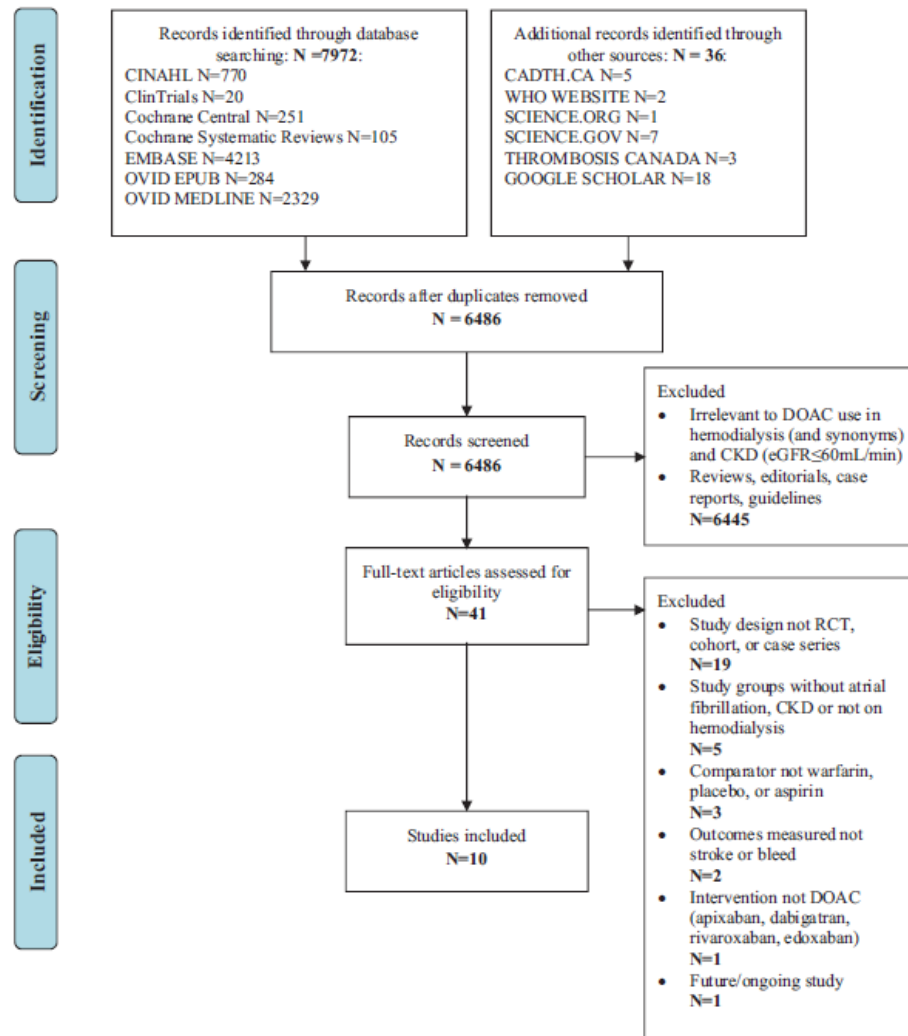 Identification
Records identified through database
searching: N =7972:
CINAHL N=770
ClinTrials N=20
Cochrane Central N=251
Cochrane Systematic Reviews N=105
EMBASE N=4213
OVID EPUB N=284
OVID MEDLINE N=2329
Additional records identified through
other sources: N = 36:
CADTH.CA N=5
WHO WEBSITE N=2
SCIENCE.ORG N=1
SCIENCE.GOV N=7
THROMBOSIS CANADA N=3
GOOGLE SCHOLAR N=18
Screening
Records after duplicates removed
N = 6486
Records screened
N = 6486
Excluded
• Irrelevant to DOAC use in
hemodialysis (and synonyms)
and CKD (eGFR≤60mL/min)
• Reviews, editorials, case
reports, guidelines
N=6445
Eligibility
Full-text articles assessed for
eligibility
N=41
Excluded
• Study design not RCT,
cohort, or case series
N=19
• Study groups without atrial
fibrillation, CKD or not on
hemodialysis
N=5
• Comparator not warfarin,
placebo, or aspirin
N=3
• Outcomes measured not
stroke or bleed
N=2
• Intervention not DOAC
(apixaban, dabigatran,
rivaroxaban, edoxaban)
N=1
• Future/ongoing study
N=1
Included
Studies included
N=10